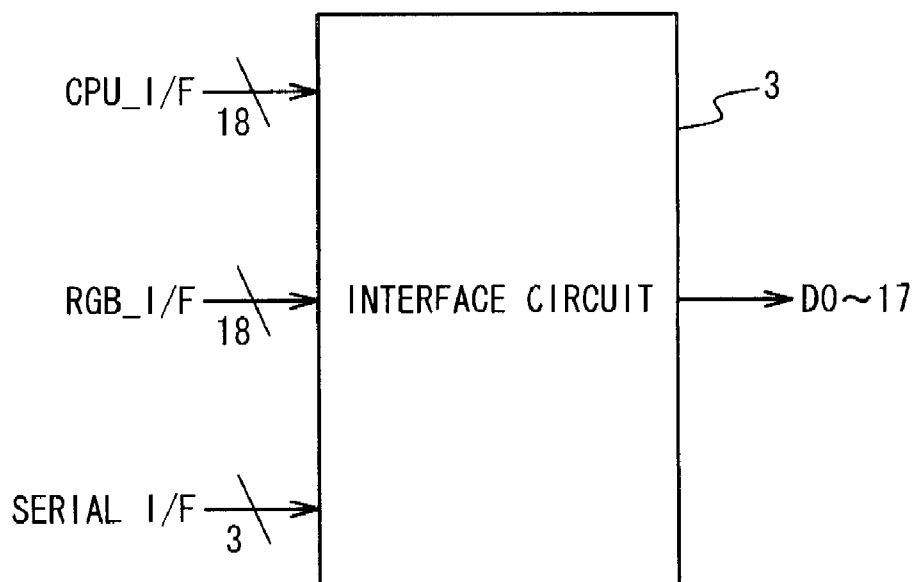 CPU_I/F
18
3
RGB_I/F
18
INTERFACE CIRCUIT
D0~17
SERIAL I/F
3